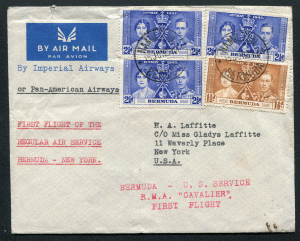 BY AIR MAIL
PAR AVION
By Imperial Airways
or Pan-American Airways
BERMUDA
BERMUDA
BERMUDA
BERMUDA
FIRST FLIGHT OF THE
REGULAR AIR SERVICE
BERMUDA - NEW YORK.
H. A. Laffitte
C/O Miss Gladys Laffitte
11 Waverly Place
New York
U.S.A.
BERMUDA - U.S. SERVICE
R.M.A. "CAVALIER"
FIRST FLIGHT